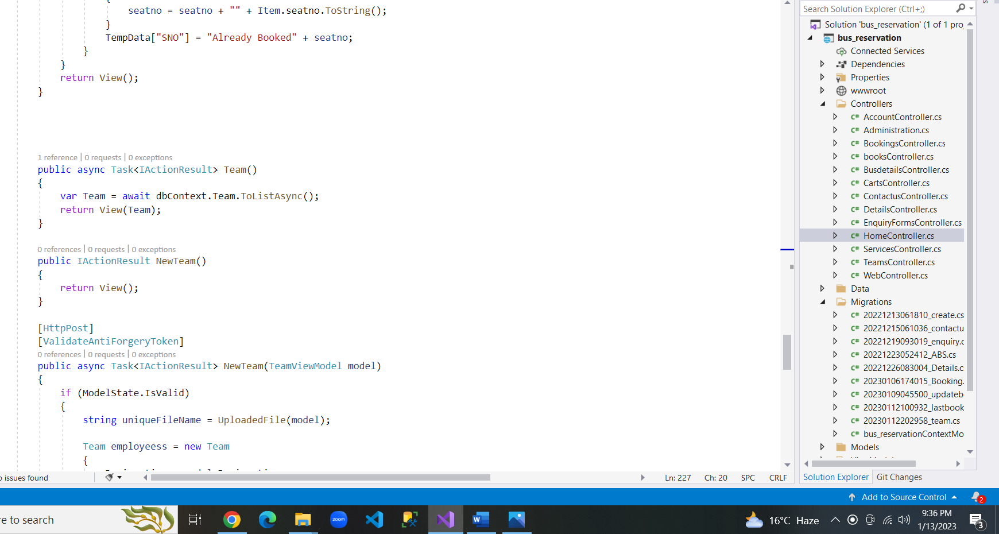 {
seatno = seatno + "" + Item.seatno.ToString();
}
TempData["SNO"] = "Already Booked" + seatno;
}
}
return View();
}
1 reference | 0 requests | 0 exceptions
public async Task<IActionResult> Team()
{
var Team = await dbContext.Team.ToListAsync();
return View(Team);
}
0 references | 0 requests | 0 exceptions
public IActionResult NewTeam()
{
return View();
}
[HttpPost]
[ValidateAntiForgeryToken]
0 references | 0 requests | 0 exceptions
public async Task<IActionResult> NewTeam(TeamViewModel model)
{
if (ModelState.IsValid)
{
string uniqueFileName = UploadedFile(model);
Team employeess = new Team
{
o issues found
Ln: 227 Ch: 20 SPC CRLF
Search Solution Explorer (Ctrl+;)
Solution 'bus_reservation' (1 of 1 pro
bus_reservation
Connected Services
Dependencies
Properties
wwwroot
Controllers
C# AccountController.cs
C# Administration.cs
C# BookingsController.cs
C# booksController.cs
C# BusdetailsController.cs
C# CartsController.cs
C# ContactusController.cs
C# DetailsController.cs
C# EnquiryFormsController.cs
C# HomeController.cs
C# ServicesController.cs
C# TeamsController.cs
C# WebController.cs
Data
Migrations
C# 20221213061810_create.cs
C# 20221215061036_contactu
C# 20221219093019_enquiry.c
C# 20221223052412_ABS.cs
C# 20221226083004_Details.c
C# 20230106174015_Booking.
C# 20230109045500_updateb
C# 20230112100932_lastbook
C# 20230112202958_team.cs
C# bus_reservationContextMo
Models
Solution Explorer Git Changes
Add to Source Control 2
re to search
zoom
W
16°C Haze
9:36 PM
1/13/2023
3